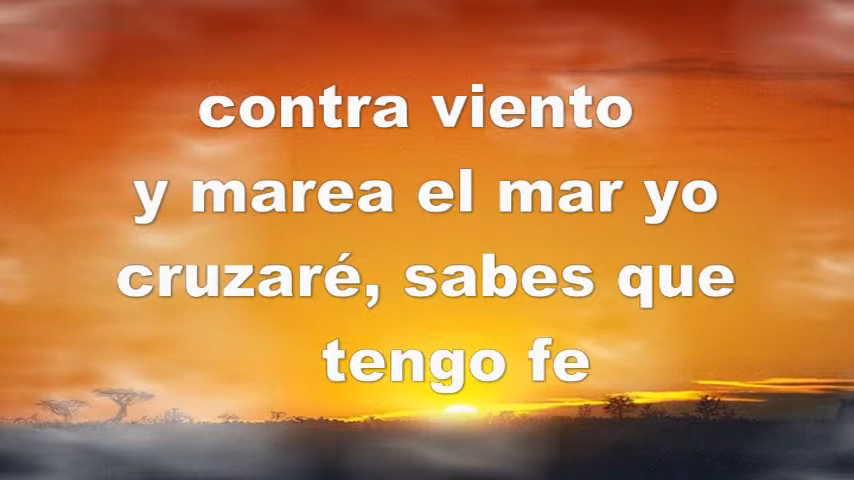 contra viento
y marea el mar yo
cruzaré, sabes que
tengo fe